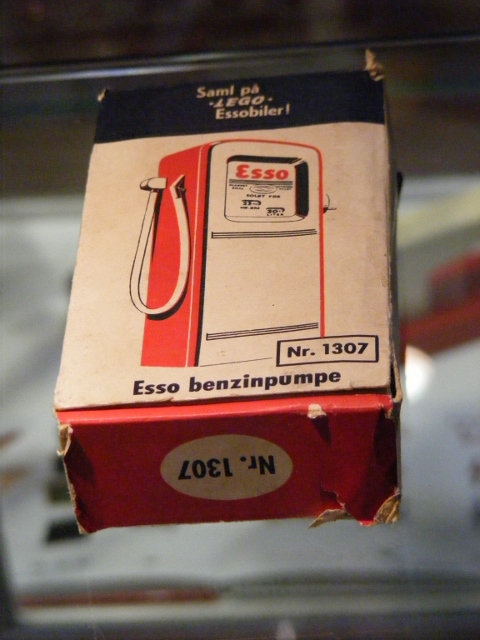 Saml på
·LEGO·
Essobiler!
Esso
Nr. 1307
Esso benzinpumpe
Nr. 1307